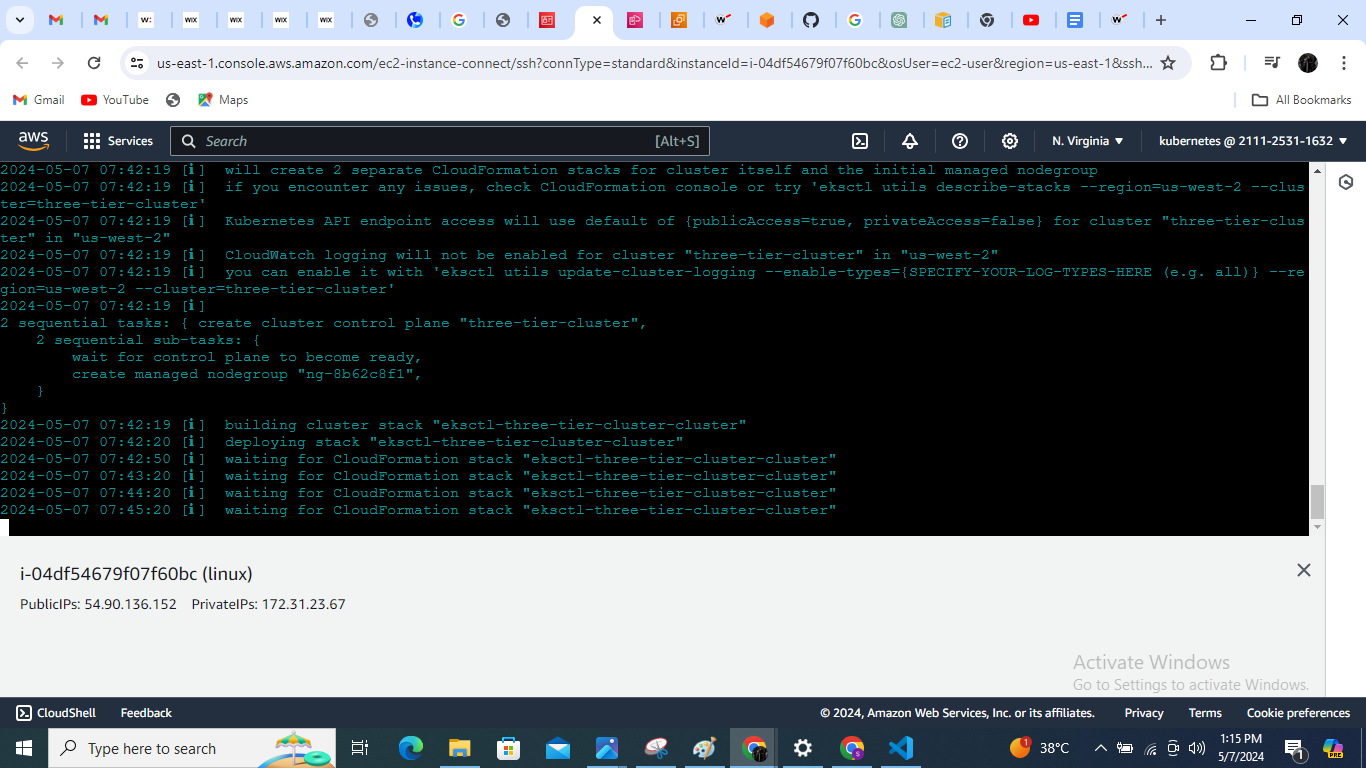 us-east-1.console.aws.amazon.com/ec2-instance-connect/ssh?connType=standard&instanceId=i-04df54679f07f60bc&osUser=ec2-user&region=us-east-1&ssh...
Gmail YouTube Maps All Bookmarks
aws Services Search [Alt+S] N. Virginia kubernetes @ 2111-2531-1632
2024-05-07 07:42:19 [ℹ]  will create 2 separate CloudFormation stacks for cluster itself and the initial managed nodegroup
2024-05-07 07:42:19 [ℹ]  if you encounter any issues, check CloudFormation console or try 'eksctl utils describe-stacks --region=us-west-2 --clus
ter=three-tier-cluster'
2024-05-07 07:42:19 [ℹ]  Kubernetes API endpoint access will use default of {publicAccess=true, privateAccess=false} for cluster "three-tier-clus
ter" in "us-west-2"
2024-05-07 07:42:19 [ℹ]  CloudWatch logging will not be enabled for cluster "three-tier-cluster" in "us-west-2"
2024-05-07 07:42:19 [ℹ]  you can enable it with 'eksctl utils update-cluster-logging --enable-types={SPECIFY-YOUR-LOG-TYPES-HERE (e.g. all)} --re
gion=us-west-2 --cluster=three-tier-cluster'
2024-05-07 07:42:19 [ℹ]
2 sequential tasks: { create cluster control plane "three-tier-cluster",
    2 sequential sub-tasks: {
        wait for control plane to become ready,
        create managed nodegroup "ng-8b62c8f1",
    }
}
2024-05-07 07:42:19 [ℹ]  building cluster stack "eksctl-three-tier-cluster-cluster"
2024-05-07 07:42:20 [ℹ]  deploying stack "eksctl-three-tier-cluster-cluster"
2024-05-07 07:42:50 [ℹ]  waiting for CloudFormation stack "eksctl-three-tier-cluster-cluster"
2024-05-07 07:43:20 [ℹ]  waiting for CloudFormation stack "eksctl-three-tier-cluster-cluster"
2024-05-07 07:44:20 [ℹ]  waiting for CloudFormation stack "eksctl-three-tier-cluster-cluster"
2024-05-07 07:45:20 [ℹ]  waiting for CloudFormation stack "eksctl-three-tier-cluster-cluster"
i-04df54679f07f60bc (linux)
PublicIPs: 54.90.136.152 PrivateIPs: 172.31.23.67
Activate Windows
Go to Settings to activate Windows.
CloudShell Feedback © 2024, Amazon Web Services, Inc. or its affiliates. Privacy Terms Cookie preferences
Type here to search 38°C 1:15 PM
5/7/2024